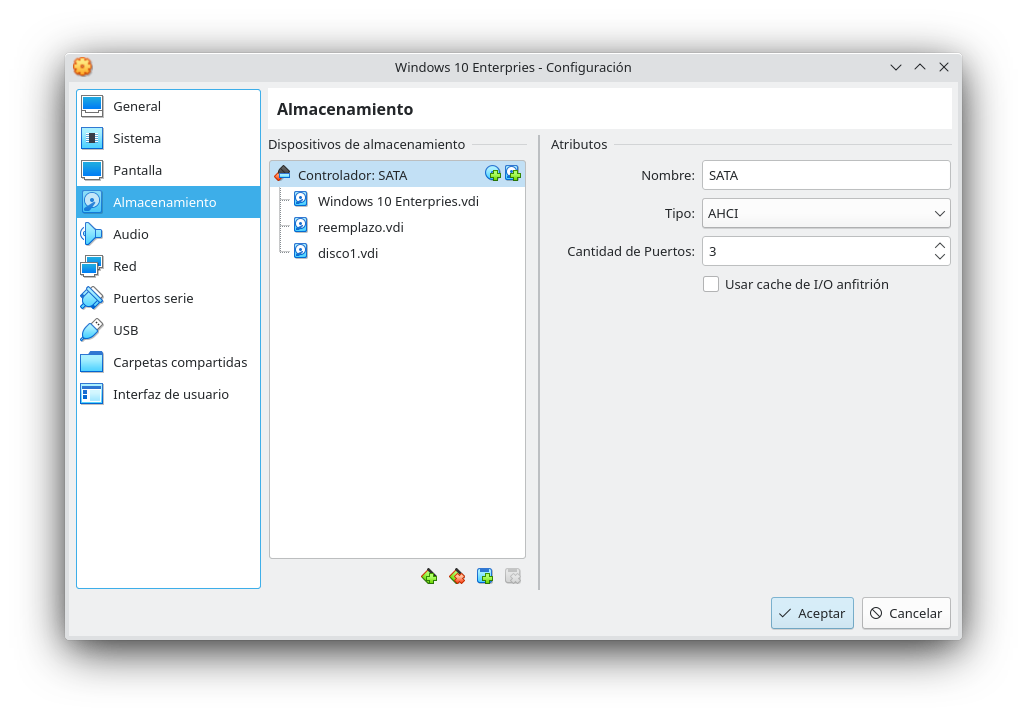 Windows 10 Enterpries - Configuración
General
Sistema
Pantalla
Almacenamiento
Audio
Red
Puertos serie
USB
Carpetas compartidas
Interfaz de usuario
Almacenamiento
Dispositivos de almacenamiento
Controlador: SATA
Windows 10 Enterpries.vdi
reemplazo.vdi
disco1.vdi
Atributos
Nombre: SATA
Tipo: AHCI
Cantidad de Puertos: 3
Usar cache de I/O anfitrión
Aceptar
Cancelar